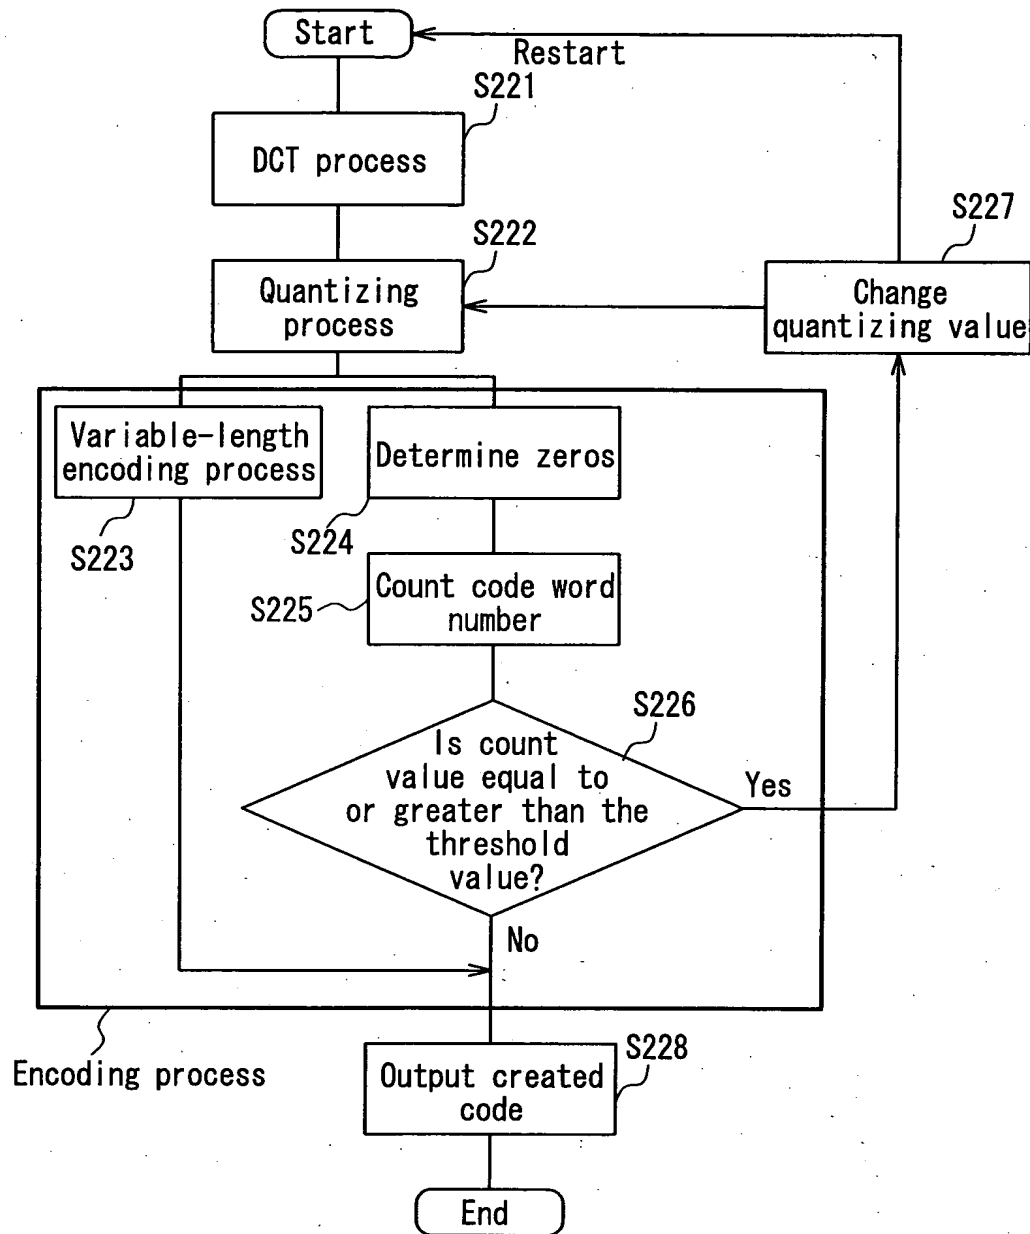 Start
Restart
S221
DCT process
S222
Quantizing
process
S227
Change
quantizing value
Variable-length
encoding process
S223
Determine zeros
S224
Count code word
number
S225
S226
Is count
value equal to
or greater than the
threshold
value?
Yes
No
Encoding process
S228
Output created
code
End